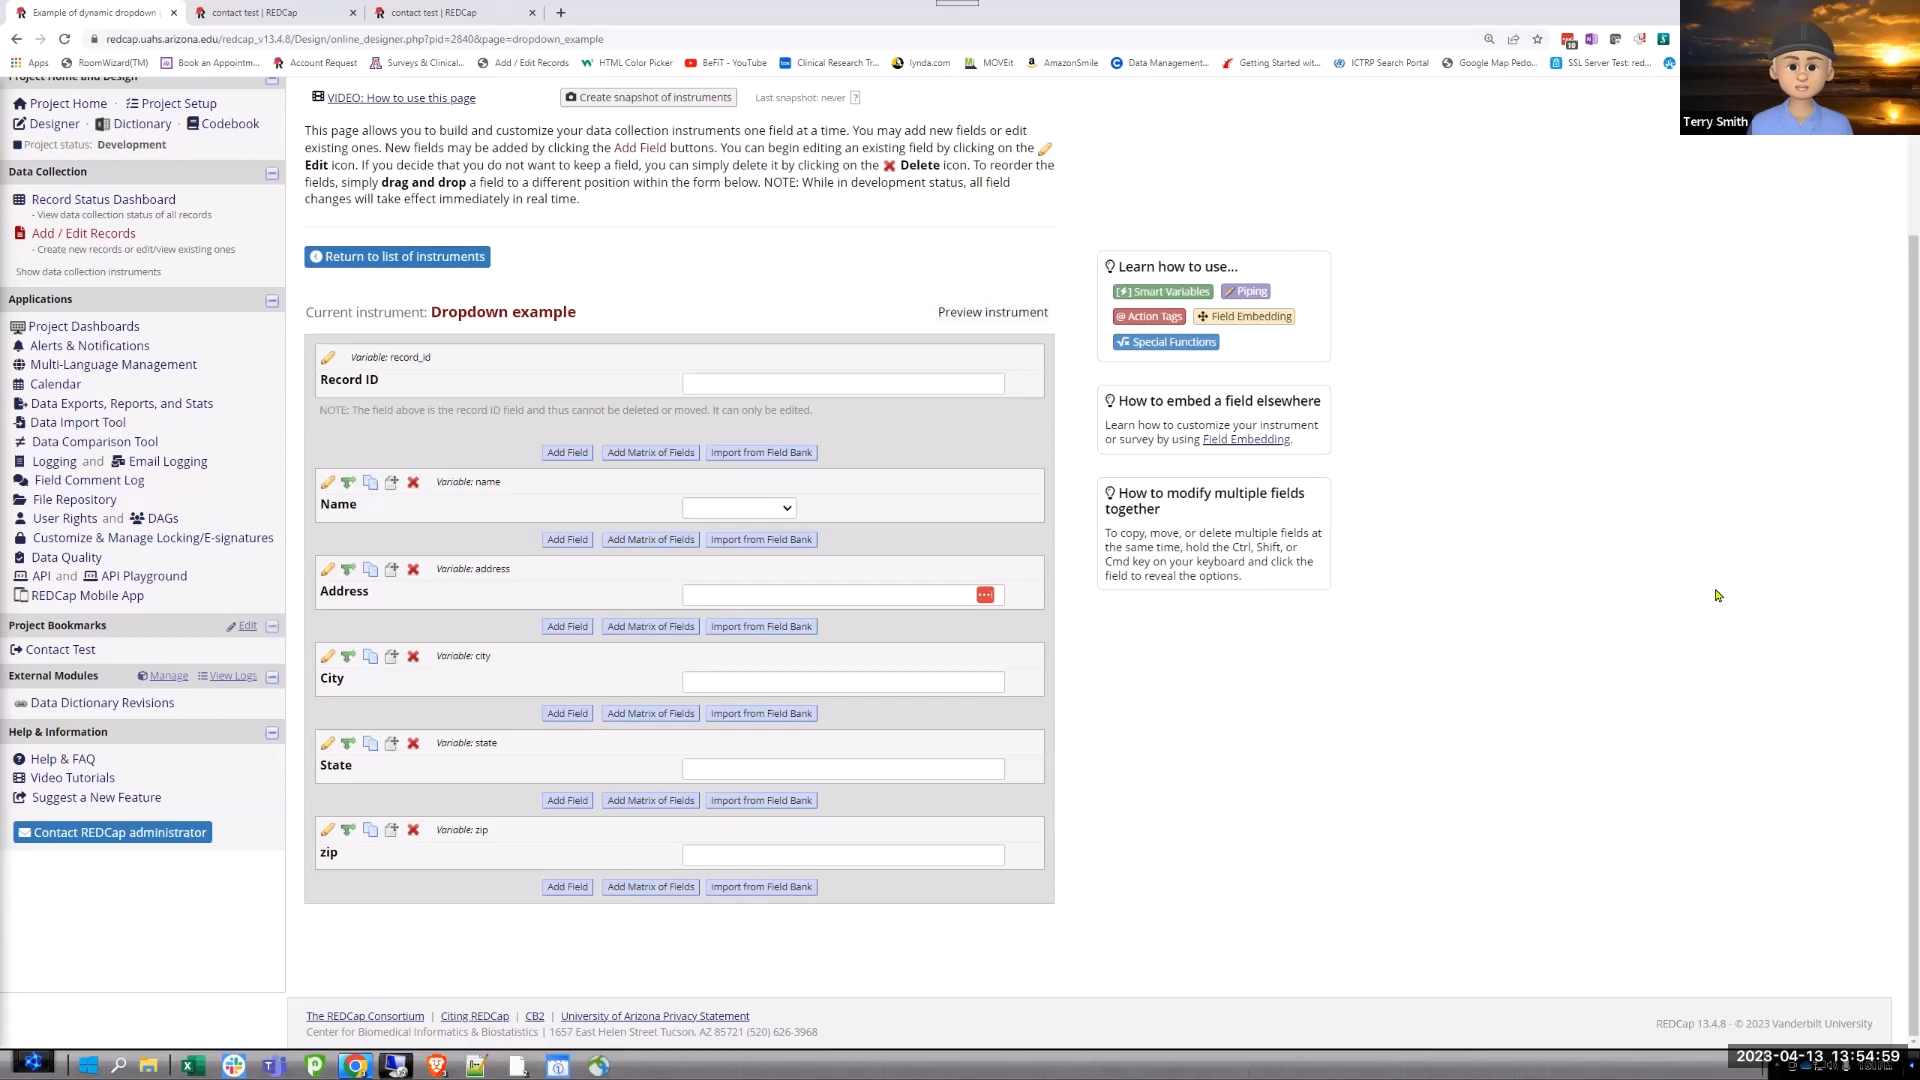 Example of dynamic dropdown
contact test | REDCap
contact test | REDCap
redcap.uahs.arizona.edu/redcap_v13.4.8/Design/online_designer.php?pid=2840&page=dropdown_example
Apps RoomWizard(TM) Book an Appointm... Account Request Surveys & Clinical... Add / Edit Records HTML Color Picker BeFiT - YouTube Clinical Research Tr... lynda.com MOVEit AmazonSmile Data Management... Getting Started wit... ICTRP Search Portal Google Map Pedo... SSL Server Test: red...
Terry Smith
Project Home and Design
Project Home · Project Setup
Designer · Dictionary · Codebook
Project status: Development
Data Collection
Record Status Dashboard
- View data collection status of all records
Add / Edit Records
- Create new records or edit/view existing ones
Show data collection instruments
Applications
Project Dashboards
Alerts & Notifications
Multi-Language Management
Calendar
Data Exports, Reports, and Stats
Data Import Tool
Data Comparison Tool
Logging and Email Logging
Field Comment Log
File Repository
User Rights and DAGs
Customize & Manage Locking/E-signatures
Data Quality
API and API Playground
REDCap Mobile App
Project Bookmarks Edit
Contact Test
External Modules Manage View Logs
Data Dictionary Revisions
Help & Information
Help & FAQ
Video Tutorials
Suggest a New Feature
Contact REDCap administrator
VIDEO: How to use this page
Create snapshot of instruments
Last snapshot: never ?
This page allows you to build and customize your data collection instruments one field at a time. You may add new fields or edit
existing ones. New fields may be added by clicking the Add Field buttons. You can begin editing an existing field by clicking on the
Edit icon. If you decide that you do not want to keep a field, you can simply delete it by clicking on the Delete icon. To reorder the
fields, simply drag and drop a field to a different position within the form below. NOTE: While in development status, all field
changes will take effect immediately in real time.
Return to list of instruments
Current instrument: Dropdown example
Preview instrument
Variable: record_id
Record ID
NOTE: The field above is the record ID field and thus cannot be deleted or moved. It can only be edited.
Add Field Add Matrix of Fields Import from Field Bank
Variable: name
Name
Add Field Add Matrix of Fields Import from Field Bank
Variable: address
Address
Add Field Add Matrix of Fields Import from Field Bank
Variable: city
City
Add Field Add Matrix of Fields Import from Field Bank
Variable: state
State
Add Field Add Matrix of Fields Import from Field Bank
Variable: zip
zip
Add Field Add Matrix of Fields Import from Field Bank
Learn how to use...
[⚡] Smart Variables Piping
@ Action Tags Field Embedding
Special Functions
How to embed a field elsewhere
Learn how to customize your instrument
or survey by using Field Embedding.
How to modify multiple fields
together
To copy, move, or delete multiple fields at
the same time, hold the Ctrl, Shift, or
Cmd key on your keyboard and click the
field to reveal the options.
The REDCap Consortium | Citing REDCap | CB2 | University of Arizona Privacy Statement
Center for Biomedical Informatics & Biostatistics | 1657 East Helen Street Tucson, AZ 85721 (520) 626-3968
REDCap 13.4.8 - © 2023 Vanderbilt University
2023-04-13 13:54:59